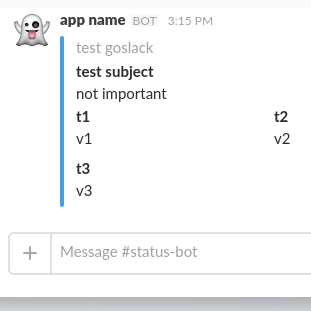 app name BOT 3:15 PM
test goslack
test subject
not important
t1 t2
v1 v2
t3
v3
Message #status-bot